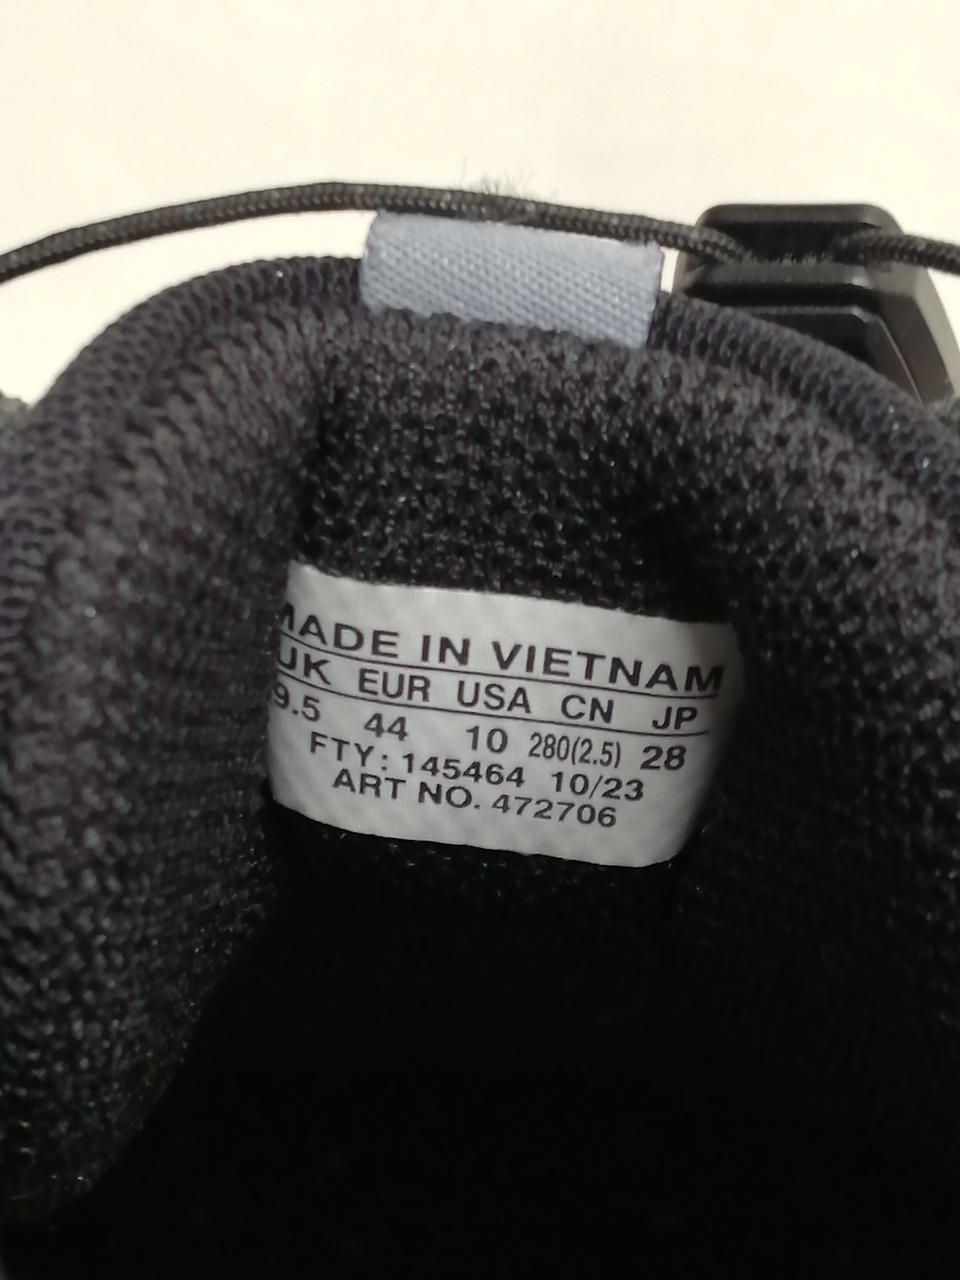 MADE IN VIETNAM
UK EUR USA CN JP
9.5 44 10 280(2.5) 28
FTY: 145464 10/23
ART NO. 472706